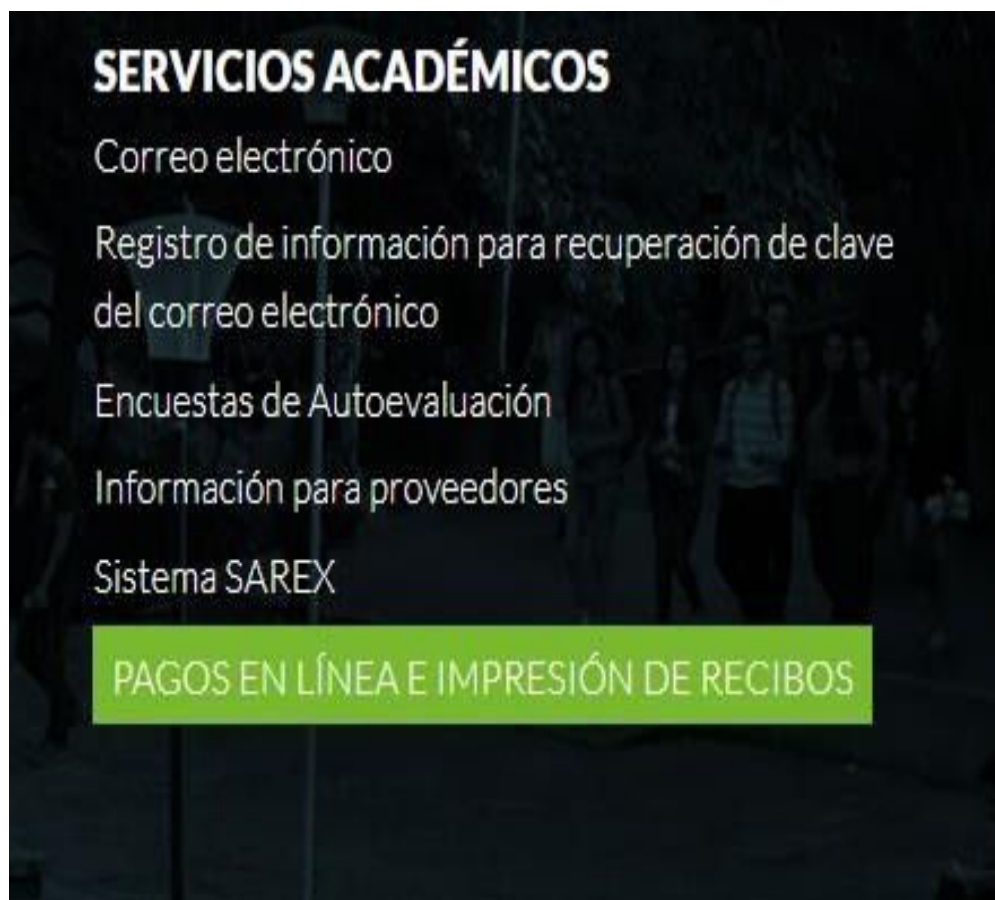 SERVICIOS ACADÉMICOS
Correo electrónico
Registro de información para recuperación de clave
del correo electrónico
Encuestas de Autoevaluación
Información para proveedores
Sistema SAREX
PAGOS EN LÍNEA E IMPRESIÓN DE RECIBOS